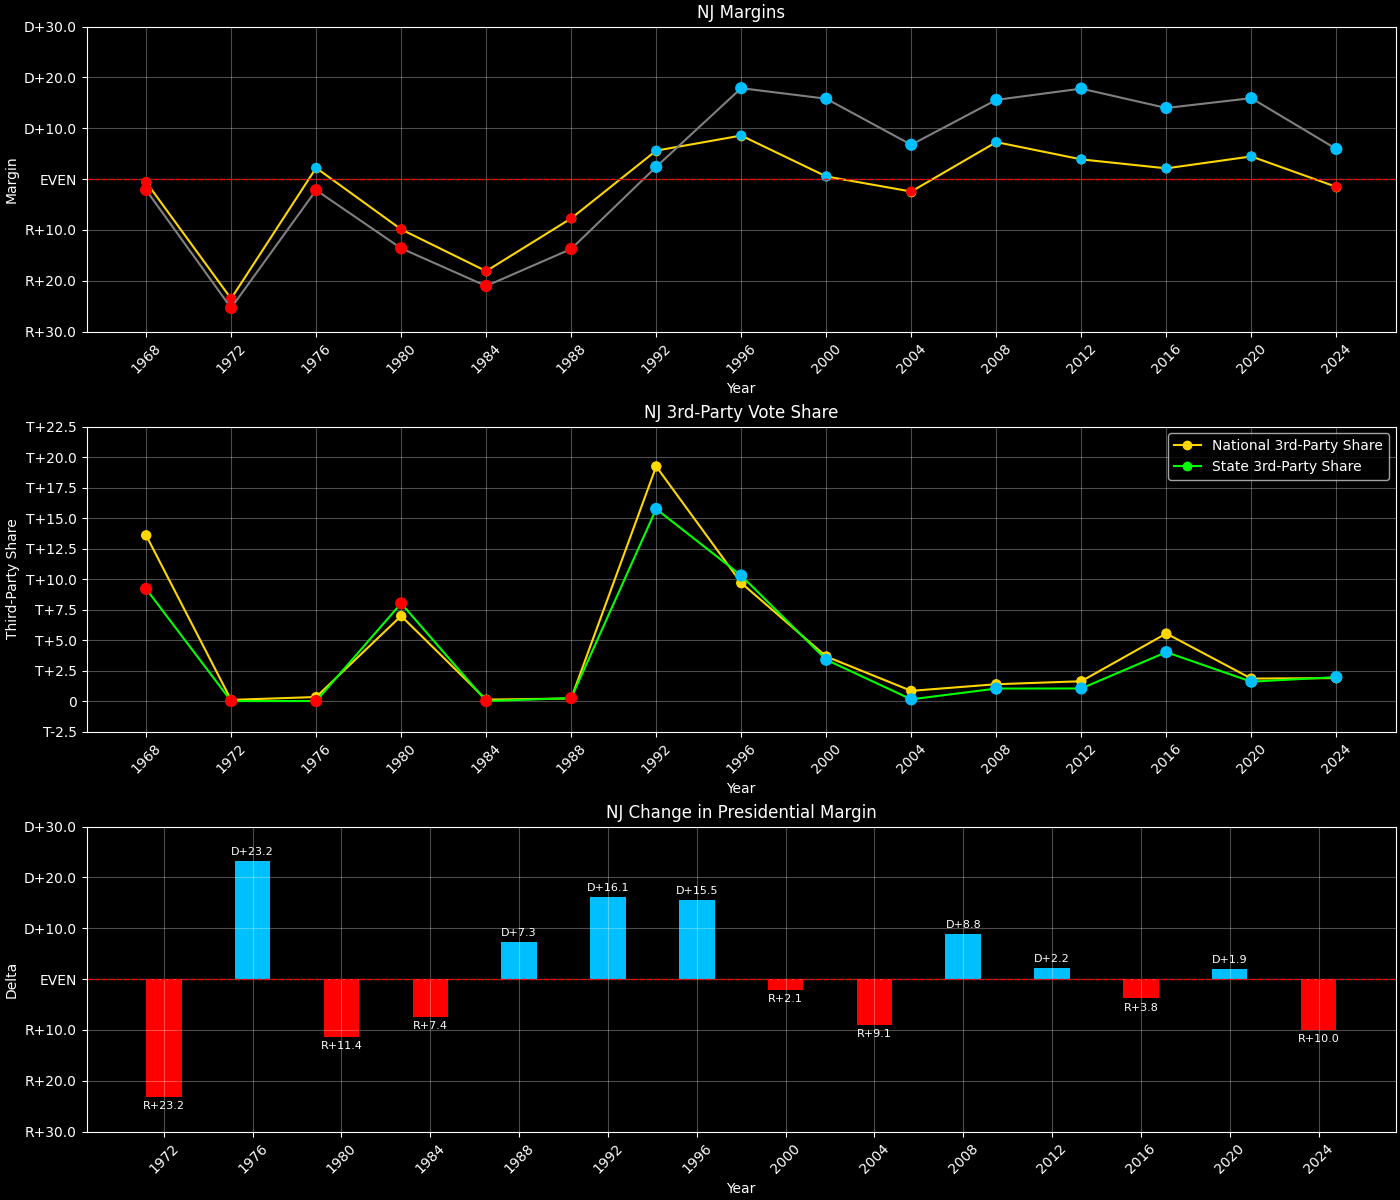 NJ Margins
D+30.0
D+20.0
D+10.0
EVEN
R+10.0
R+20.0
R+30.0
Margin
1968
1972
1976
1980
1984
1988
1992
1996
2000
2004
2008
2012
2016
2020
2024
Year
NJ 3rd-Party Vote Share
T+22.5
T+20.0
T+17.5
T+15.0
T+12.5
T+10.0
T+7.5
T+5.0
T+2.5
0
T-2.5
Third-Party Share
National 3rd-Party Share
State 3rd-Party Share
1968
1972
1976
1980
1984
1988
1992
1996
2000
2004
2008
2012
2016
2020
2024
Year
NJ Change in Presidential Margin
D+30.0
D+20.0
D+10.0
EVEN
R+10.0
R+20.0
R+30.0
Delta
R+23.2
D+23.2
R+11.4
R+7.4
D+7.3
D+16.1
D+15.5
R+2.1
R+9.1
D+8.8
D+2.2
R+3.8
D+1.9
R+10.0
1972
1976
1980
1984
1988
1992
1996
2000
2004
2008
2012
2016
2020
2024
Year